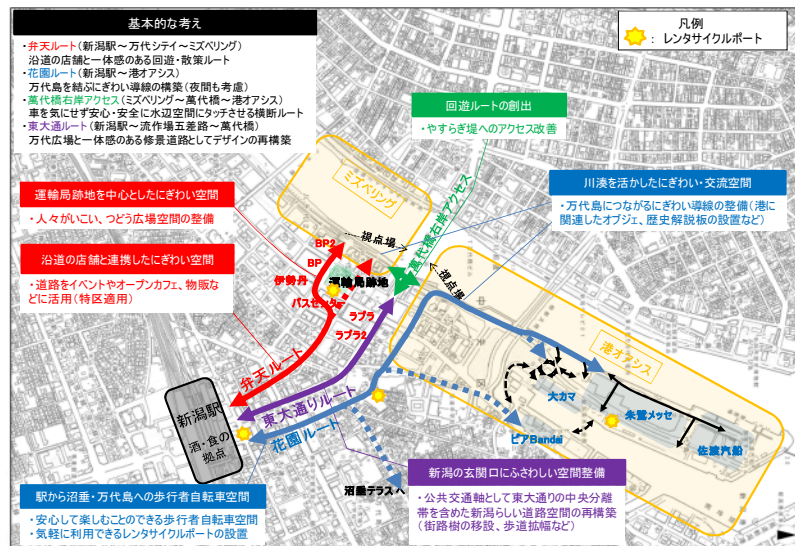 基本的な考え
・弁天ルート(新潟駅～万代シテイ～ミズベリング)
沿道の店舗と一体感のある回遊・散策ルート
・花園ルート(新潟駅～港オアシス)
万代島を結ぶにぎわい導線の構築(夜間も考慮)
・萬代橋右岸アクセス(ミズベリング～萬代橋～港オアシス)
車を気にせず安心・安全に水辺空間にタッチさせる横断ルート
・東大通ルート(新潟駅～流作場五差路～萬代橋)
万代広場と一体感のある修景道路としてデザインの再構築
凡例
：レンタサイクルポート
回遊ルートの創出
・やすらぎ堤へのアクセス改善
運輸局跡地を中心としたにぎわい空間
・人々がいこい、つどう広場空間の整備
川湊を活かしたにぎわい・交流空間
・万代島につながるにぎわい導線の整備(港に
関連したオブジェ、歴史解説板の設置など)
沿道の店舗と連携したにぎわい空間
・道路をイベントやオープンカフェ、物販な
どに活用(特区適用)
ミズベリング
視点場
萬代橋右岸アクセス
視点場
BP2
BP
伊勢丹
運輸局跡地
バスセンター
ラブラ
ラブラ2
弁天ルート
東大通りルート
花園ルート
新潟駅
酒・食の
拠点
港オアシス
大カマ
朱鷺メッセ
佐渡汽船
ピアBandai
沼垂テラスへ
駅から沼垂・万代島への歩行者自転車空間
・安心して楽しむことのできる歩行者自転車空間
・気軽に利用できるレンタサイクルポートの設置
新潟の玄関口にふさわしい空間整備
・公共交通軸として東大通りの中央分離
帯を含めた新潟らしい道路空間の再構築
(街路樹の移設、歩道拡幅など)